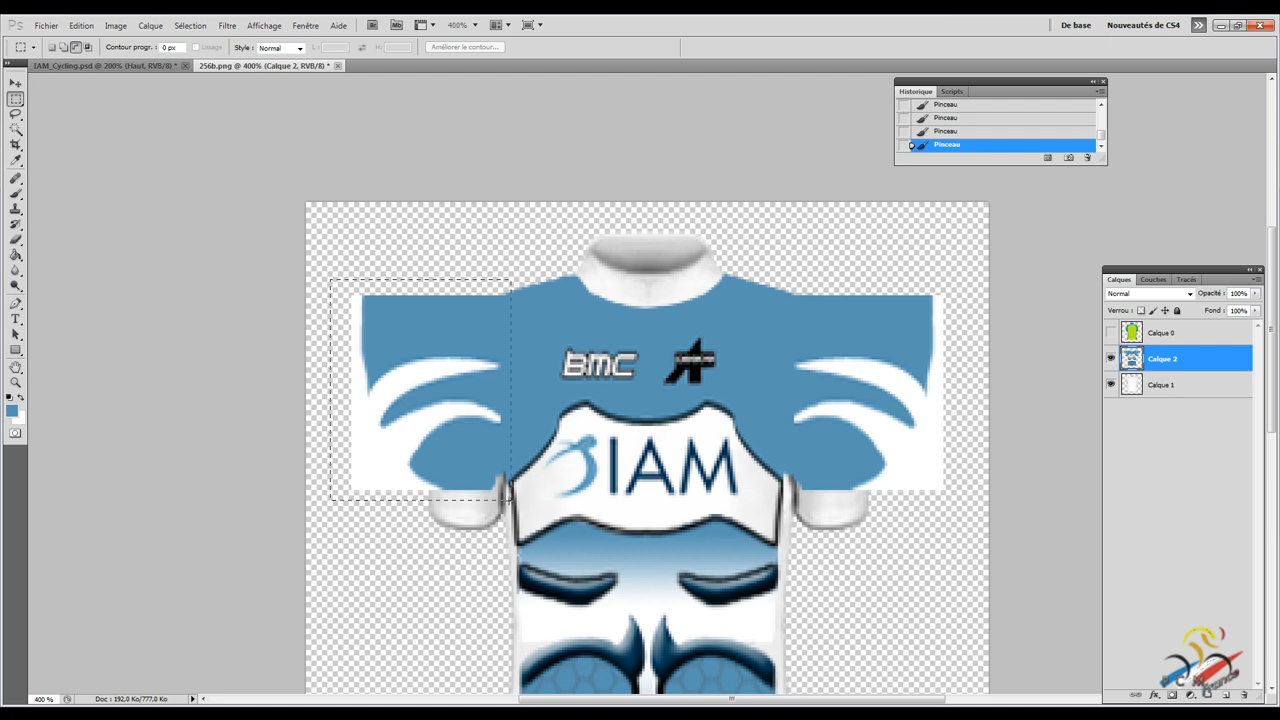 Ps Fichier Edition Image Calque Sélection Filtre Affichage Fenêtre Aide Br Mb 400% De base Nouveautés de CS4
Contour progr. : 0 px Lissage Style : Normal L : H : Améliorer le contour...
IAM_Cycling.psd @ 200% (Haut, RVB/8) * 256b.png @ 400% (Calque 2, RVB/8) *
Historique Scripts
Pinceau
Pinceau
Pinceau
Pinceau
BMC
IAM
Calques Couches Tracés
Normal Opacité : 100%
Verrou : Fond : 100%
Calque 0
Calque 2
Calque 1
400 % Doc : 192,0 Ko/777,0 Ko